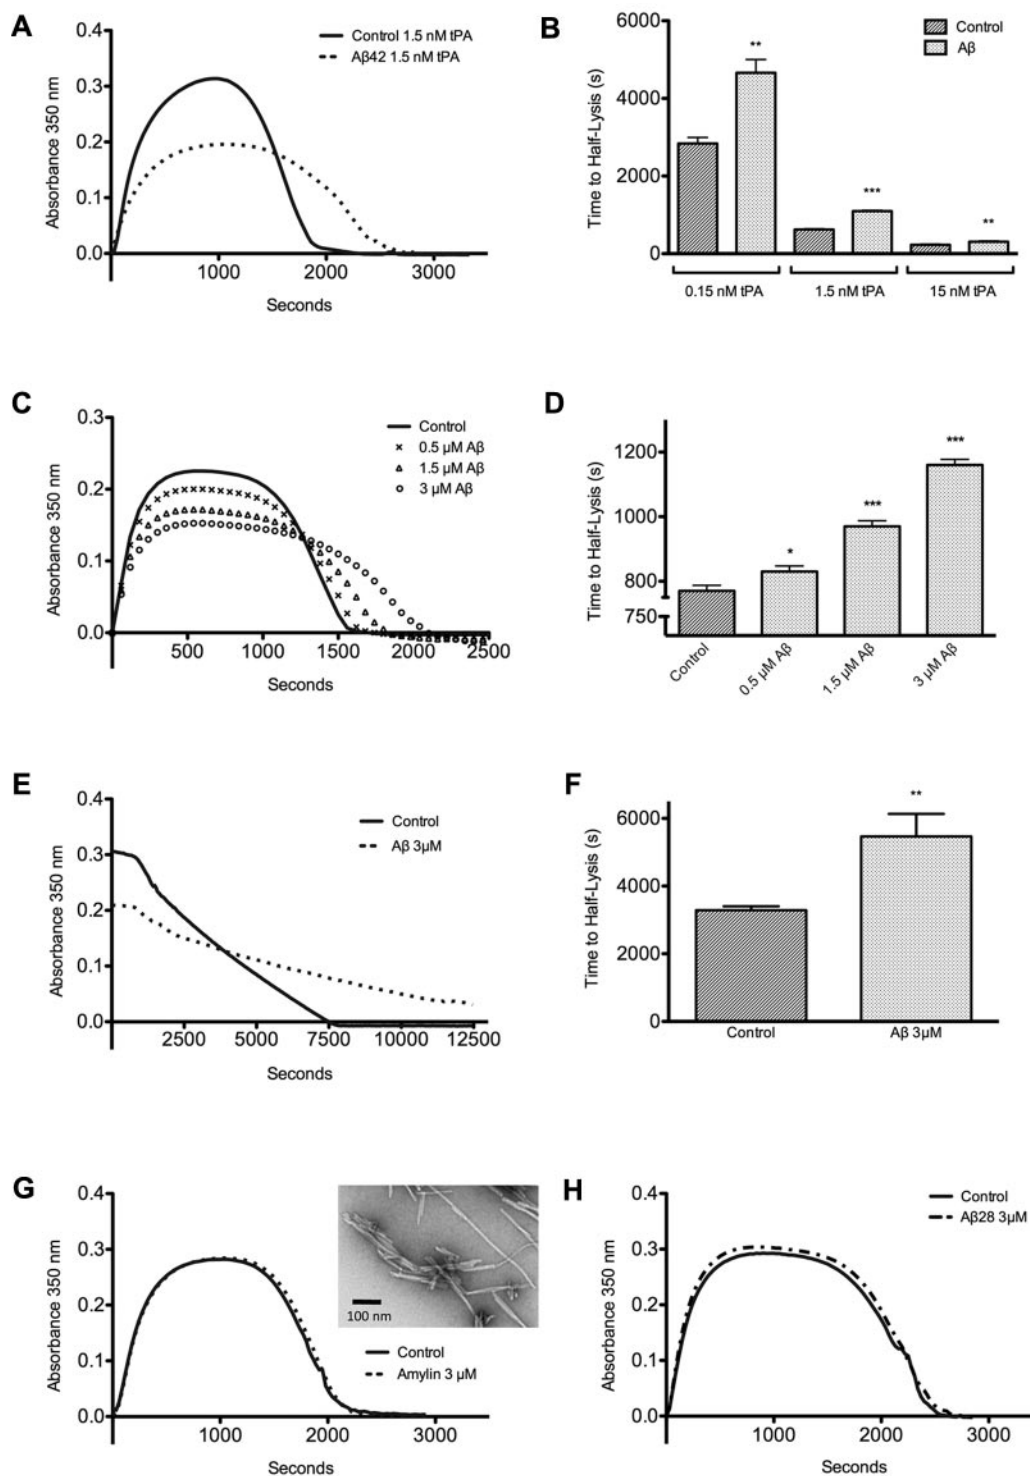 A
Absorbance 350 nm
0.4
0.3
0.2
0.1
0.0
1000
2000
3000
Seconds
Control 1.5 nM tPA
Aβ42 1.5 nM tPA
B
Time to Half-Lysis (s)
6000
4000
2000
0
**
***
**
Control
Aβ
0.15 nM tPA
1.5 nM tPA
15 nM tPA
C
Absorbance 350 nm
0.3
0.2
0.1
0.0
500
1000
1500
2000
2500
Seconds
Control
0.5 µM Aβ
1.5 µM Aβ
3 µM Aβ
D
Time to Half-Lysis (s)
1200
1000
800
750
*
***
***
Control
0.5 µM Aβ
1.5 µM Aβ
3 µM Aβ
E
Absorbance 350 nm
0.4
0.3
0.2
0.1
0.0
2500
5000
7500
10000
12500
Seconds
Control
Aβ 3µM
F
Time to Half-Lysis (s)
6000
4000
2000
0
**
Control
Aβ 3µM
G
Absorbance 350 nm
0.4
0.3
0.2
0.1
0.0
1000
2000
3000
Seconds
100 nm
Control
Amylin 3 µM
H
Absorbance 350 nm
0.4
0.3
0.2
0.1
0.0
1000
2000
3000
Seconds
Control
Aβ28 3µM